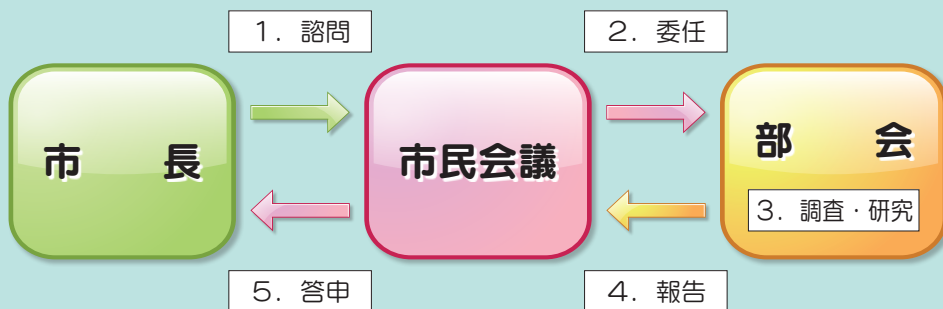 1．諮問
2．委任
市　長
市民会議
部　会
3．調査・研究
5．答申
4．報告